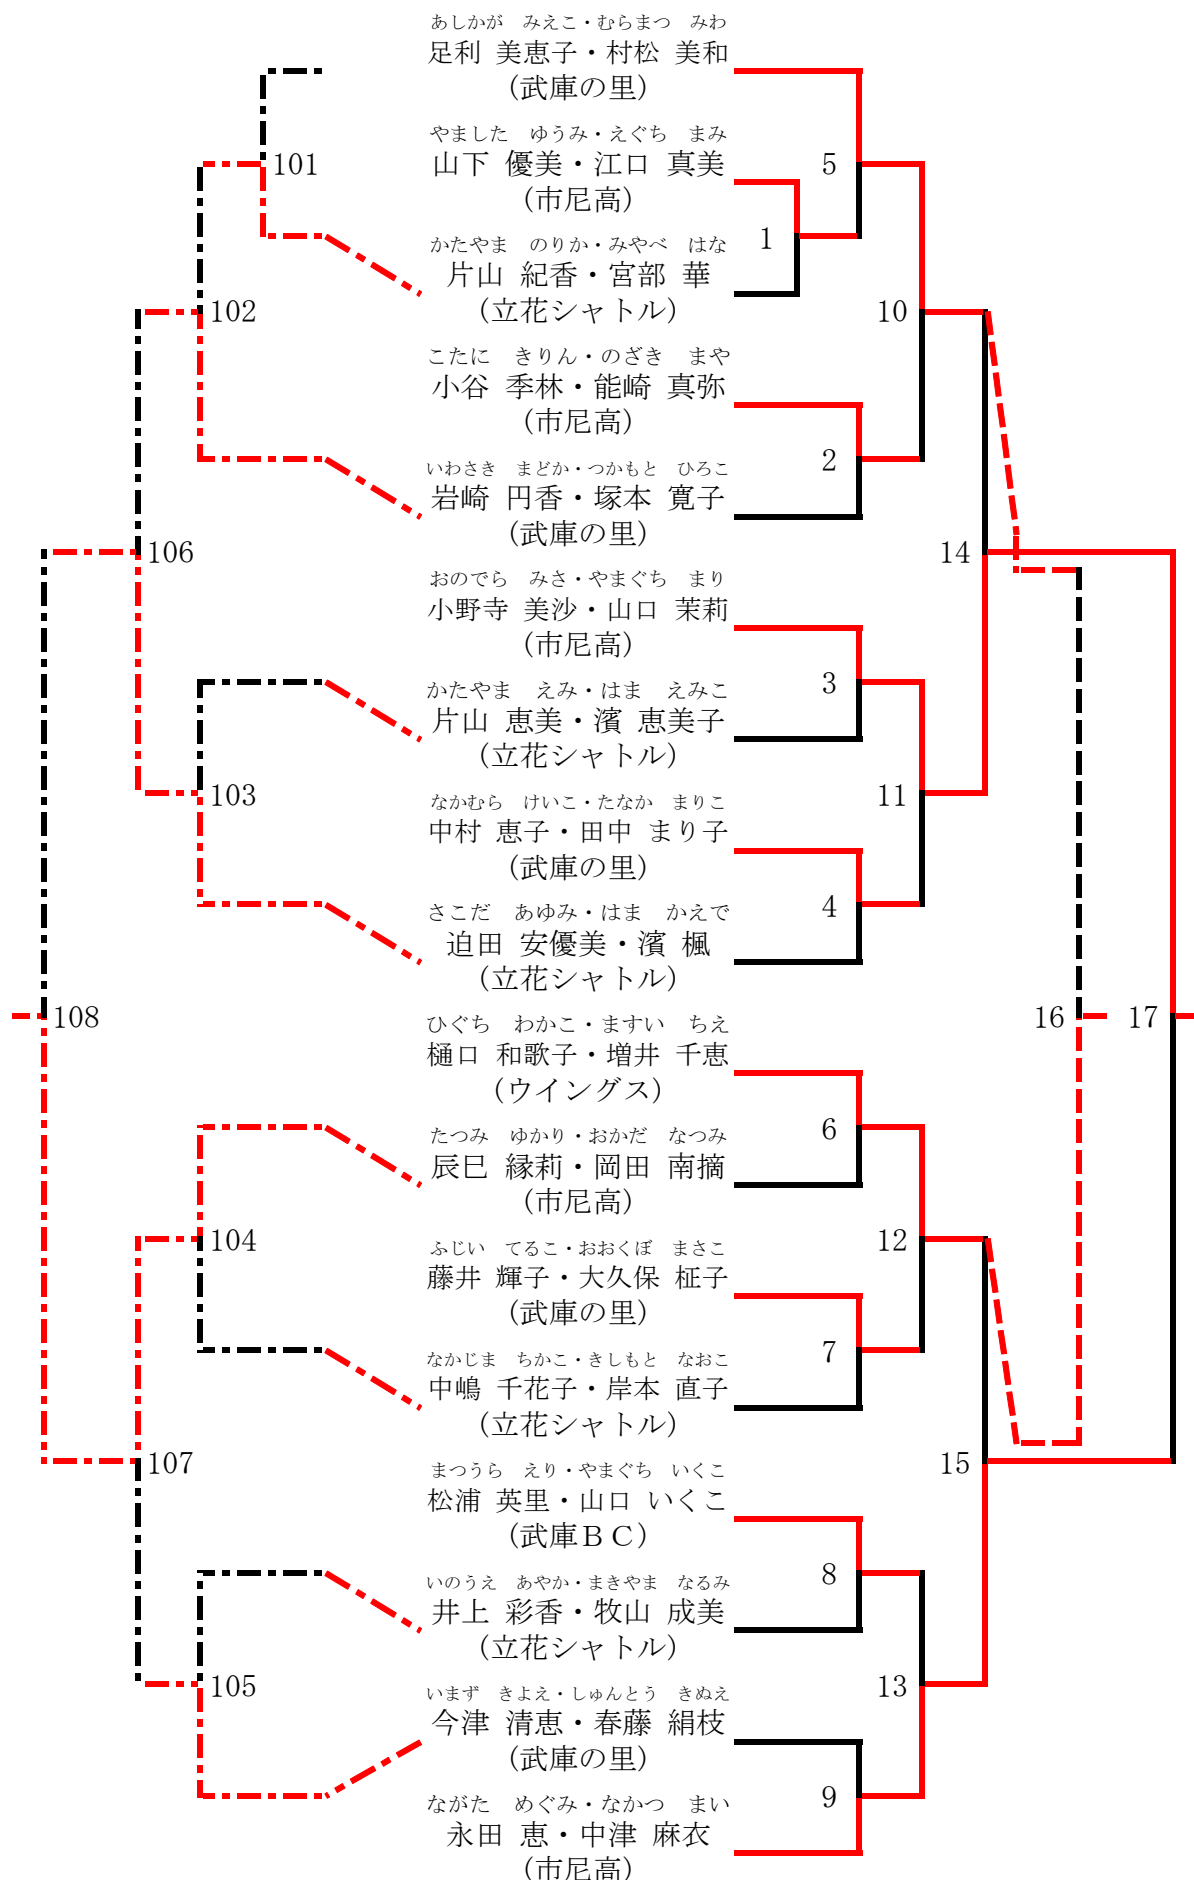 あしかが みえこ・むらまつ みわ
足利 美恵子・村松 美和
(武庫の里)
やました ゆうみ・えぐち まみ
101
山下 優美・江口 真美
5
(市尼高)
1
かたやま のりか・みやべ はな
片山 紀香・宮部 華
(立花シャトル)
102
10
こたに きりん・のざき まや
小谷 季林・能崎 真弥
(市尼高)
2
いわさき まどか・つかもと ひろこ
岩崎 円香・塚本 寛子
(武庫の里)
106
14
おのでら みさ・やまぐち まり
小野寺 美沙・山口 茉莉
(市尼高)
3
かたやま えみ・はま えみこ
片山 恵美・濱 恵美子
(立花シャトル)
103
11
なかむら けいこ・たなか まりこ
中村 恵子・田中 まり子
(武庫の里)
4
さこだ あゆみ・はま かえで
迫田 安優美・濱 楓
(立花シャトル)
108
16
17
ひぐち わかこ・ますい ちえ
樋口 和歌子・増井 千恵
(ウイングス)
6
たつみ ゆかり・おかだ なつみ
辰巳 縁莉・岡田 南摘
(市尼高)
104
12
ふじい てるこ・おおくぼ まさこ
藤井 輝子・大久保 柾子
(武庫の里)
7
なかじま ちかこ・きしもと なおこ
中嶋 千花子・岸本 直子
(立花シャトル)
107
15
まつうら えり・やまぐち いくこ
松浦 英里・山口 いくこ
(武庫ＢＣ)
8
いのうえ あやか・まきやま なるみ
井上 彩香・牧山 成美
(立花シャトル)
105
13
いまず きよえ・しゅんとう きぬえ
今津 清恵・春藤 絹枝
(武庫の里)
9
ながた めぐみ・なかつ まい
永田 恵・中津 麻衣
(市尼高)